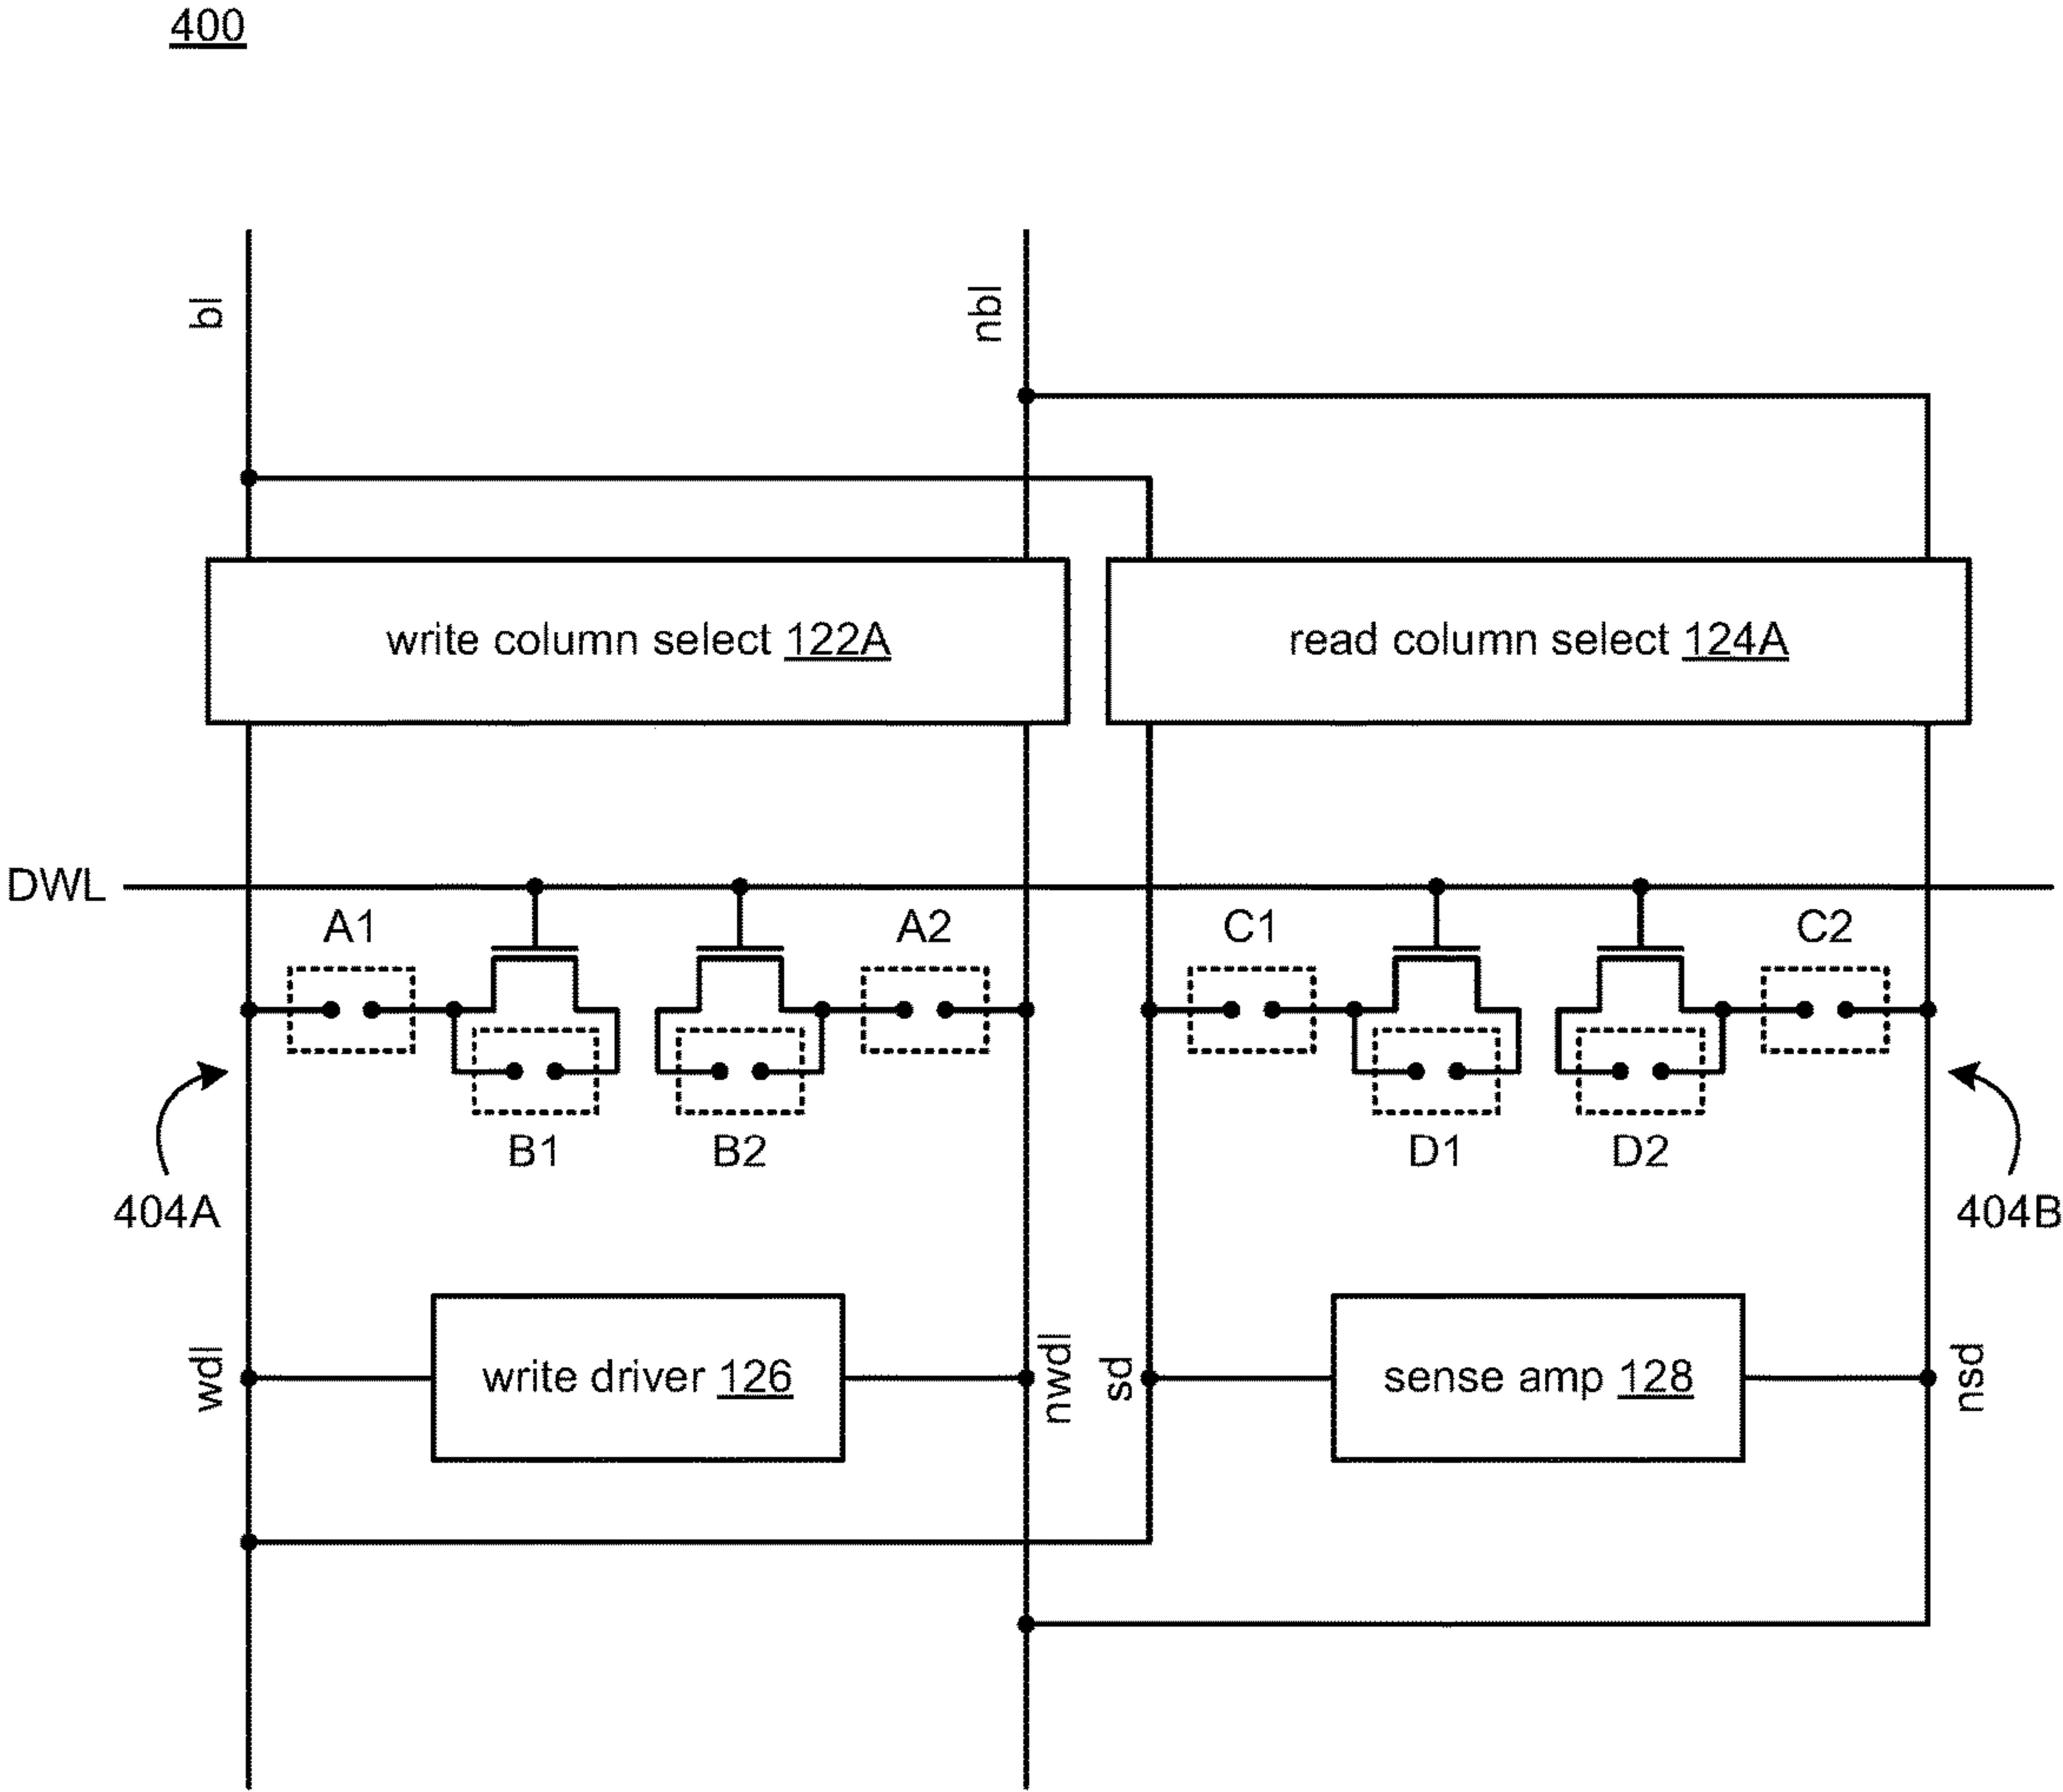 400
bl
nbl
write column select 122A
read column select 124A
DWL
A1
A2
C1
C2
B1
B2
D1
D2
404A
404B
wdl
write driver 126
nwdl
sd
sense amp 128
nsd